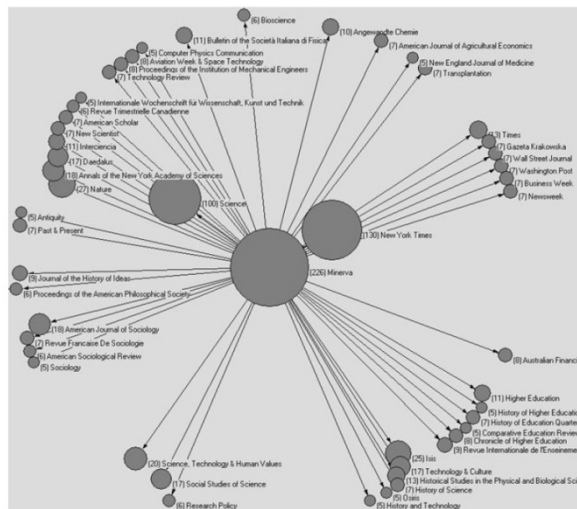 (6) Bioscience
(11) Bulletin of the Società Italiana di Fisica
(10) Angewandte Chemie
(7) American Journal of Agricultural Economics
(5) Computer Physics Communication
(8) Aviation Week & Space Technology
(8) Proceedings of the Institution of Mechanical Engineers
(7) Technology Review
(5) New England Journal of Medicine
(7) Transplantation
(5) Internationale Wochenschrift für Wissenschaft, Kunst und Technik
(6) Revue Trimestrielle Canadienne
(7) American Scholar
(7) New Scientist
(11) Interciencia
(17) Daedalus
(18) Annals of the New York Academy of Sciences
(27) Nature
(13) Times
(7) Gazeta Krakowska
(7) Wall Street Journal
(7) Washington Post
(7) Business Week
(7) Newsweek
(100) Science
(5) Antiquity
(7) Past & Present
(130) New York Times
(226) Minerva
(9) Journal of the History of Ideas
(6) Proceedings of the American Philosophical Society
(18) American Journal of Sociology
(7) Revue Francaise De Sociologie
(6) American Sociological Review
(5) Sociology
(8) Australian Financi
(11) Higher Education
(5) History of Higher Educatio
(7) History of Education Quarter
(5) Comparative Education Review
(8) Chronicle of Higher Education
(9) Revue Internationale de l'Enseineme
(25) Isis
(17) Technology & Culture
(13) Historical Studies in the Physical and Biological Sci
(7) History of Science
(5) Osiris
(5) History and Technology
(20) Science, Technology & Human Values
(17) Social Studies of Science
(6) Research Policy